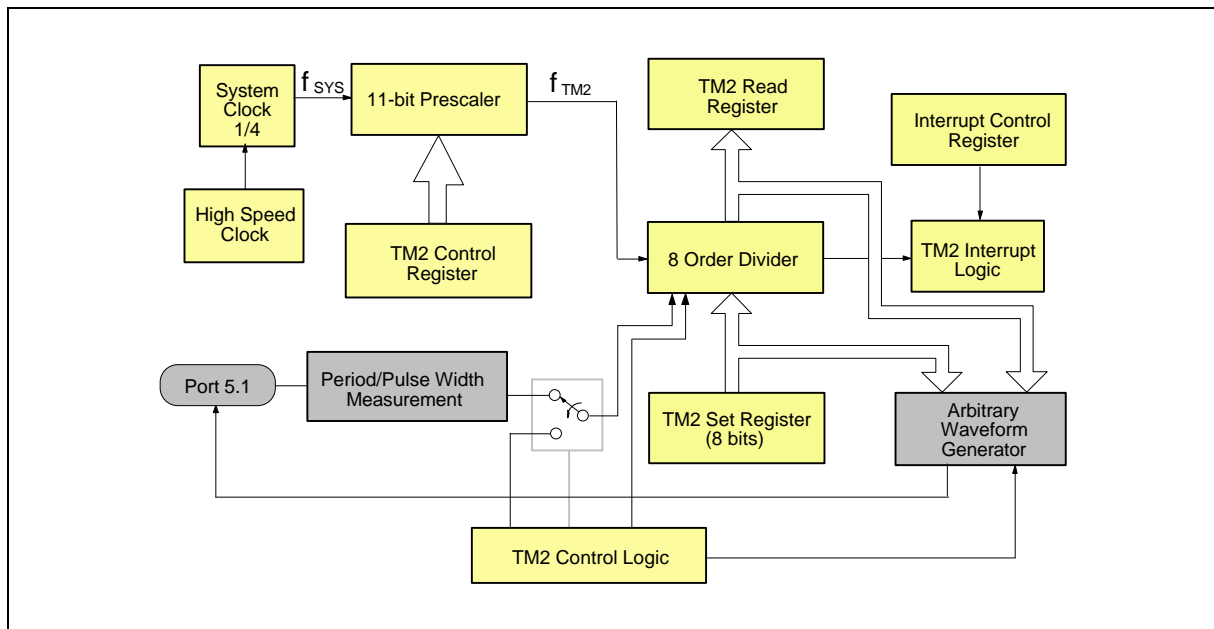 System
Clock
1/4
f SYS
11-bit Prescaler
f TM2
TM2 Read
Register
Interrupt Control
Register
High Speed
Clock
TM2 Control
Register
8 Order Divider
TM2 Interrupt
Logic
Port 5.1
Period/Pulse Width
Measurement
TM2 Set Register
(8 bits)
Arbitrary
Waveform
Generator
TM2 Control Logic